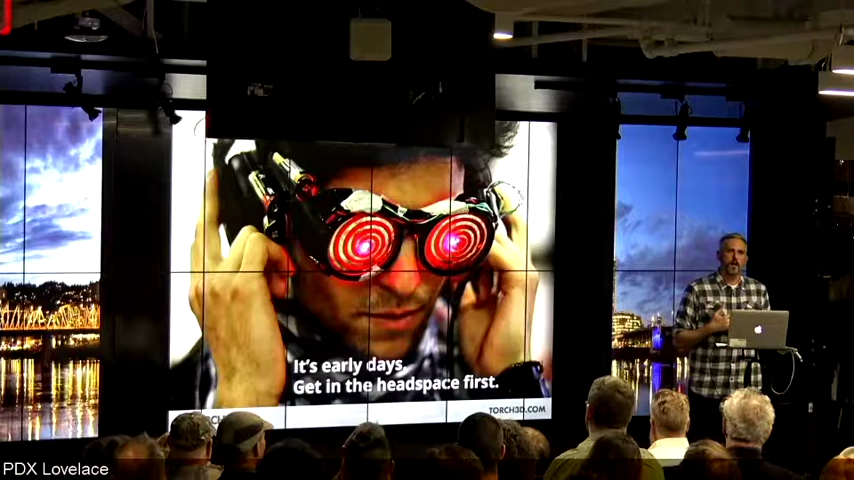 It's early days.
Get in the headspace first.
TORCH3D.COM
PDX Lovelace